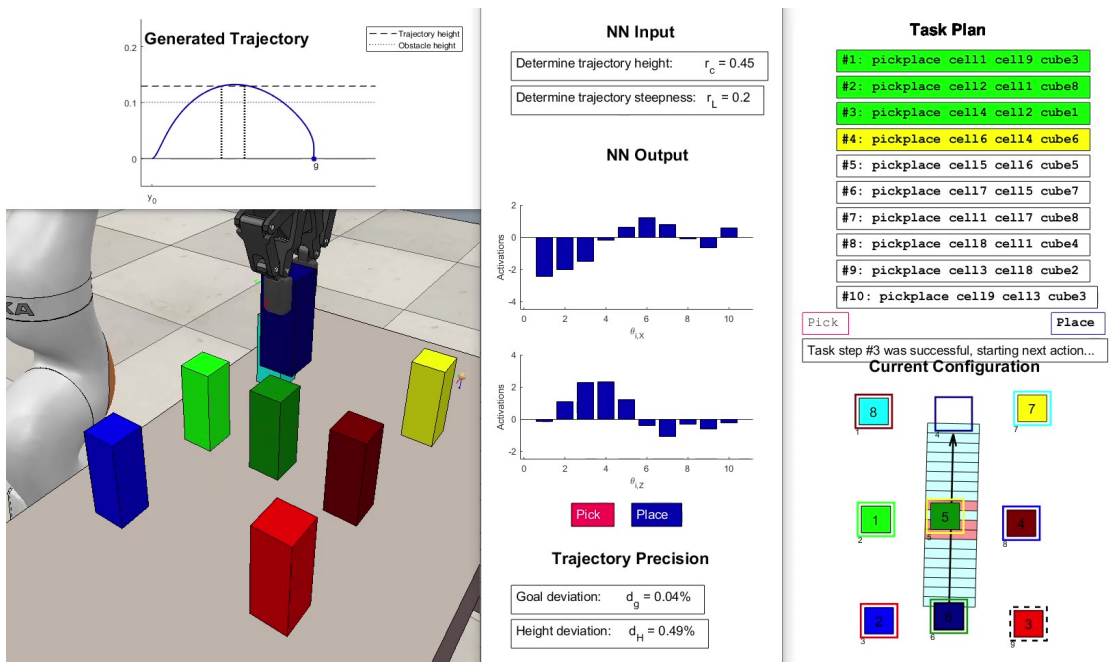 Generated Trajectory
Trajectory height
Obstacle height
0.2
0.1
0
g
y0
KA
NN Input
Determine trajectory height: rc = 0.45
Determine trajectory steepness: rL = 0.2
NN Output
2
0
-2
-4
Activations
0 2 4 6 8 10
θi,X
4
2
0
-2
Activations
0 2 4 6 8 10
θi,Z
Pick Place
Trajectory Precision
Goal deviation: dg = 0.04%
Height deviation: dH = 0.49%
Task Plan
#1: pickplace cell1 cell9 cube3
#2: pickplace cell2 cell1 cube8
#3: pickplace cell4 cell2 cube1
#4: pickplace cell6 cell4 cube6
#5: pickplace cell5 cell6 cube5
#6: pickplace cell7 cell5 cube7
#7: pickplace cell1 cell7 cube8
#8: pickplace cell8 cell1 cube4
#9: pickplace cell3 cell8 cube2
#10: pickplace cell9 cell3 cube3
Pick Place
Task step #3 was successful, starting next action...
Current Configuration
8 7
1 4 7
1 5 4
2 5 8
2 6 3
3 6 9